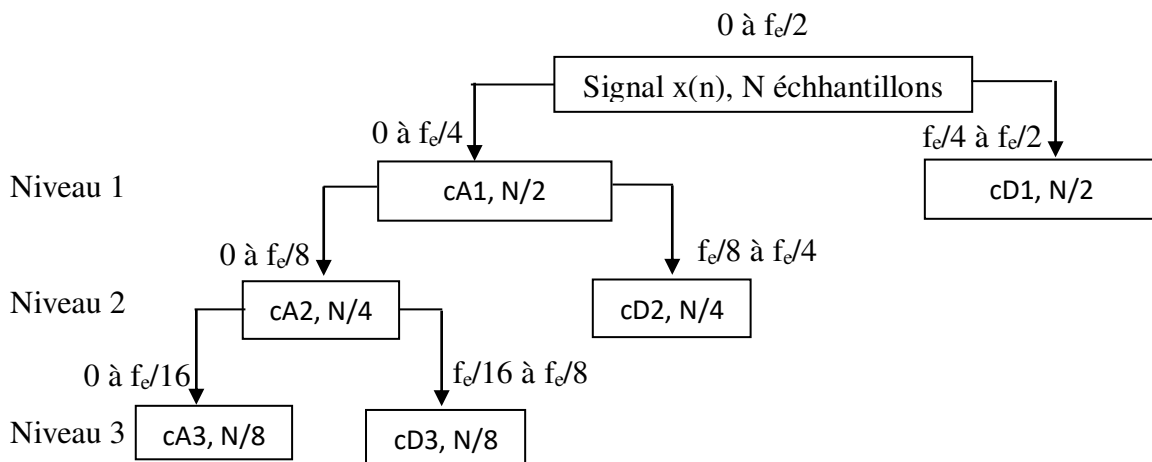 0 à fe/2
Signal x(n), N échhantillons
0 à fe/4
fe/4 à fe/2
Niveau 1
cA1, N/2
cD1, N/2
0 à fe/8
fe/8 à fe/4
Niveau 2
cA2, N/4
cD2, N/4
0 à fe/16
fe/16 à fe/8
Niveau 3
cA3, N/8
cD3, N/8